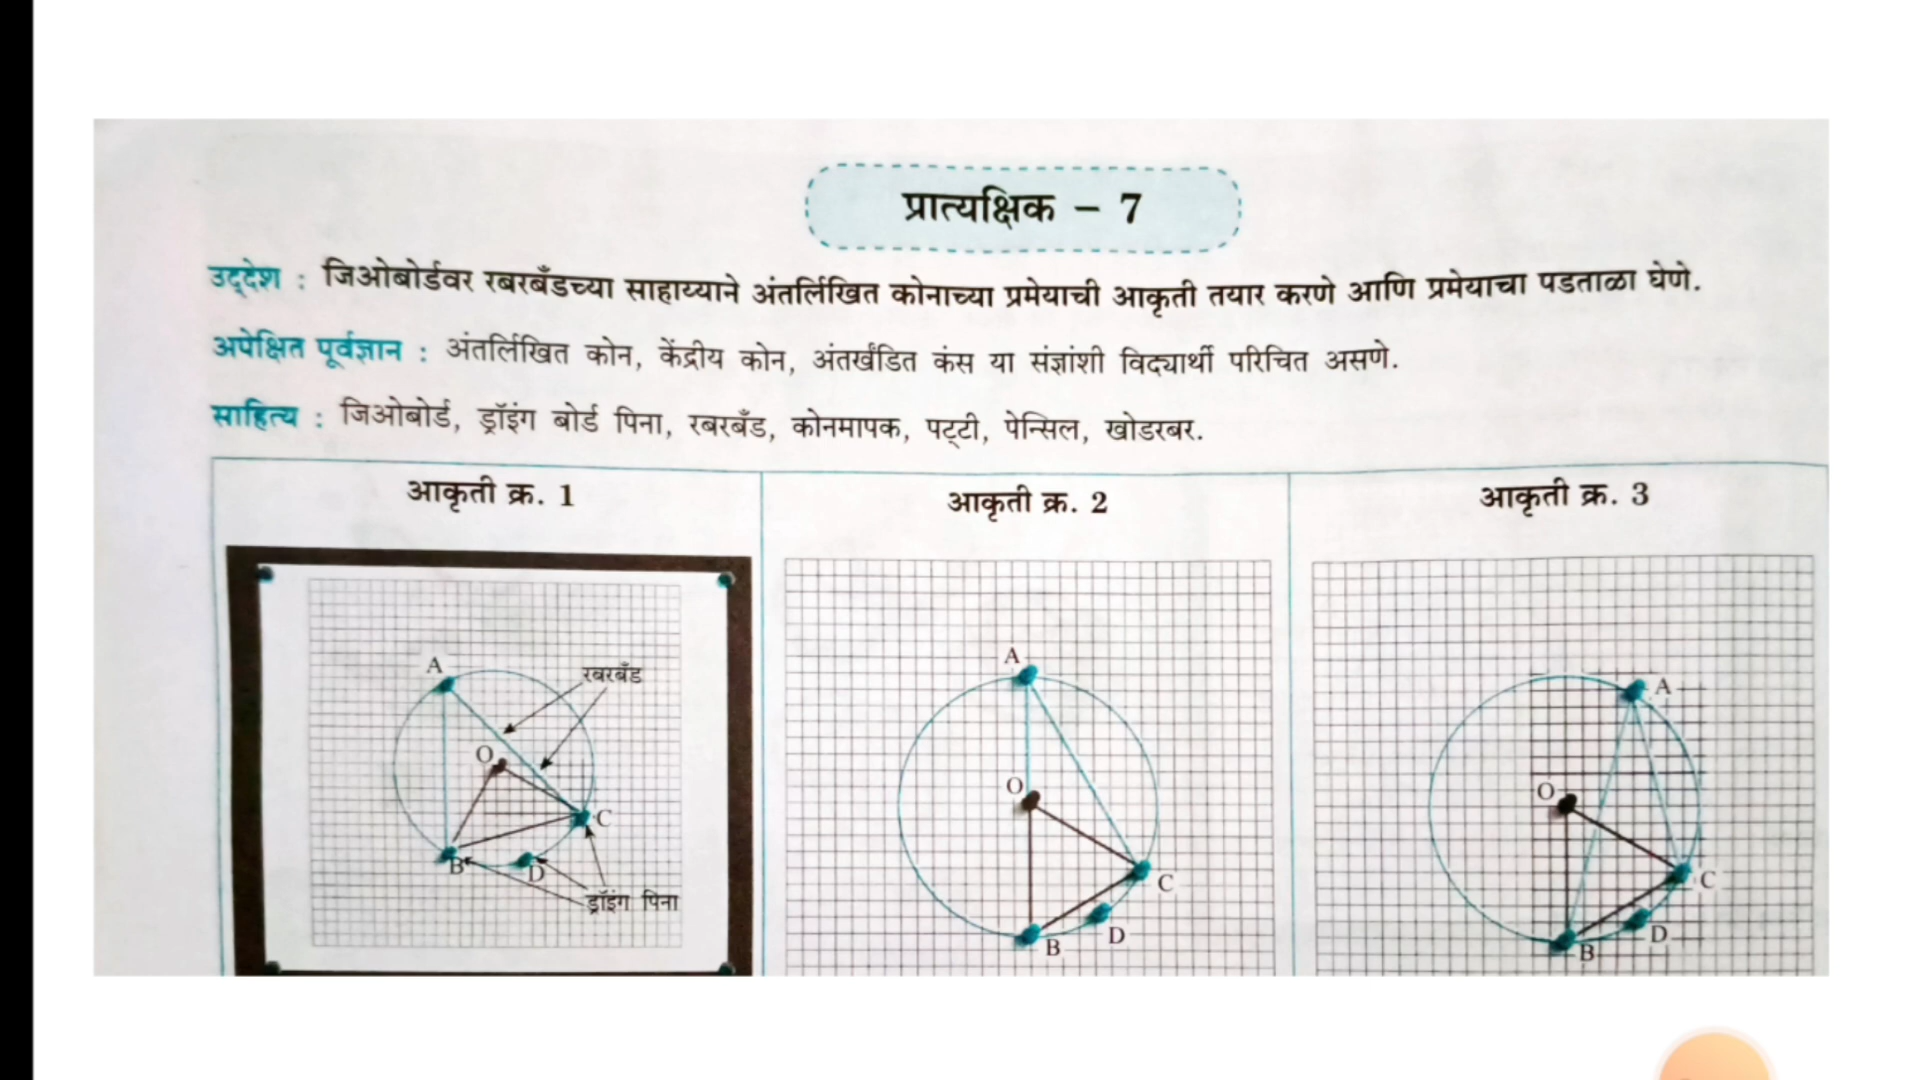 प्रात्यक्षिक – 7
उद्‌देश : जिओबोर्डवर रबरबँडच्या साहाय्याने अंतर्लिखित कोनाच्या प्रमेयाची आकृती तयार करणे आणि प्रमेयाचा पडताळा घेणे.
अपेक्षित पूर्वज्ञान : अंतर्लिखित कोन, केंद्रीय कोन, अंतर्खंडित कंस या संज्ञांशी विद्यार्थी परिचित असणे.
साहित्य : जिओबोर्ड, ड्रॉइंग बोर्ड पिना, रबरबँड, कोनमापक, पट्‌टी, पेन्सिल, खोडरबर.
आकृती क्र. 1
आकृती क्र. 2
आकृती क्र. 3
A
रबरबँड
O
C
B
D
ड्रॉइंग पिना
A
O
C
D
B
A
O
C
D
B